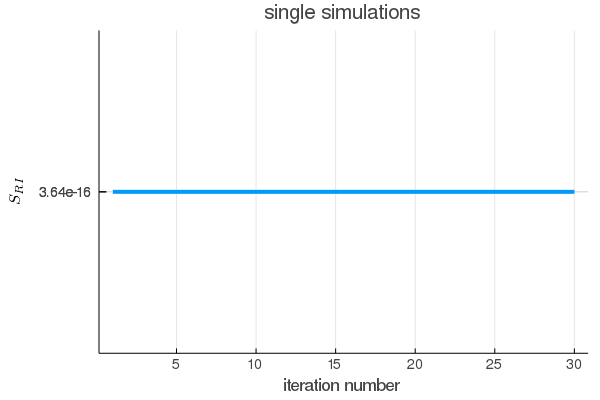 single simulations
S_{RI}
3.64e-16
5 10 15 20 25 30
iteration number